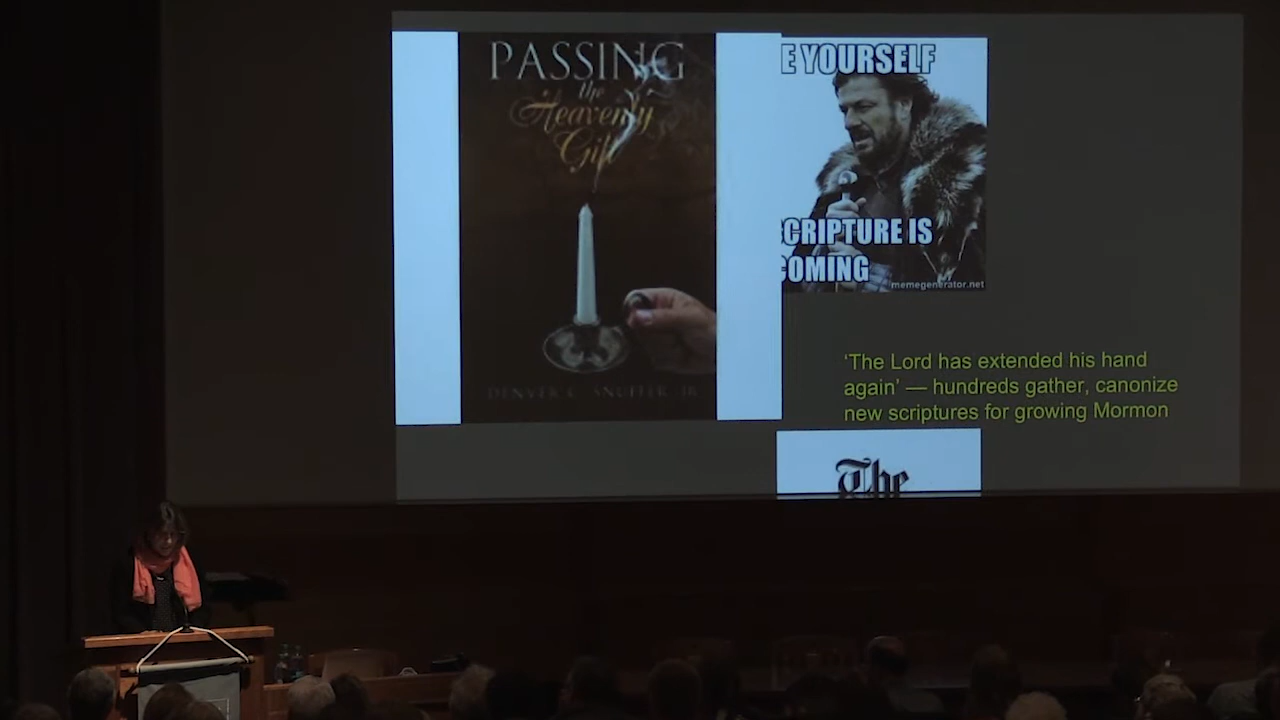 PASSING
the
Heavenly
Gift
DENVER C. SNUFFER, JR.
E YOURSELF
SCRIPTURE IS
COMING
memegenerator.net
‘The Lord has extended his hand
again’ — hundreds gather, canonize
new scriptures for growing Mormon
The